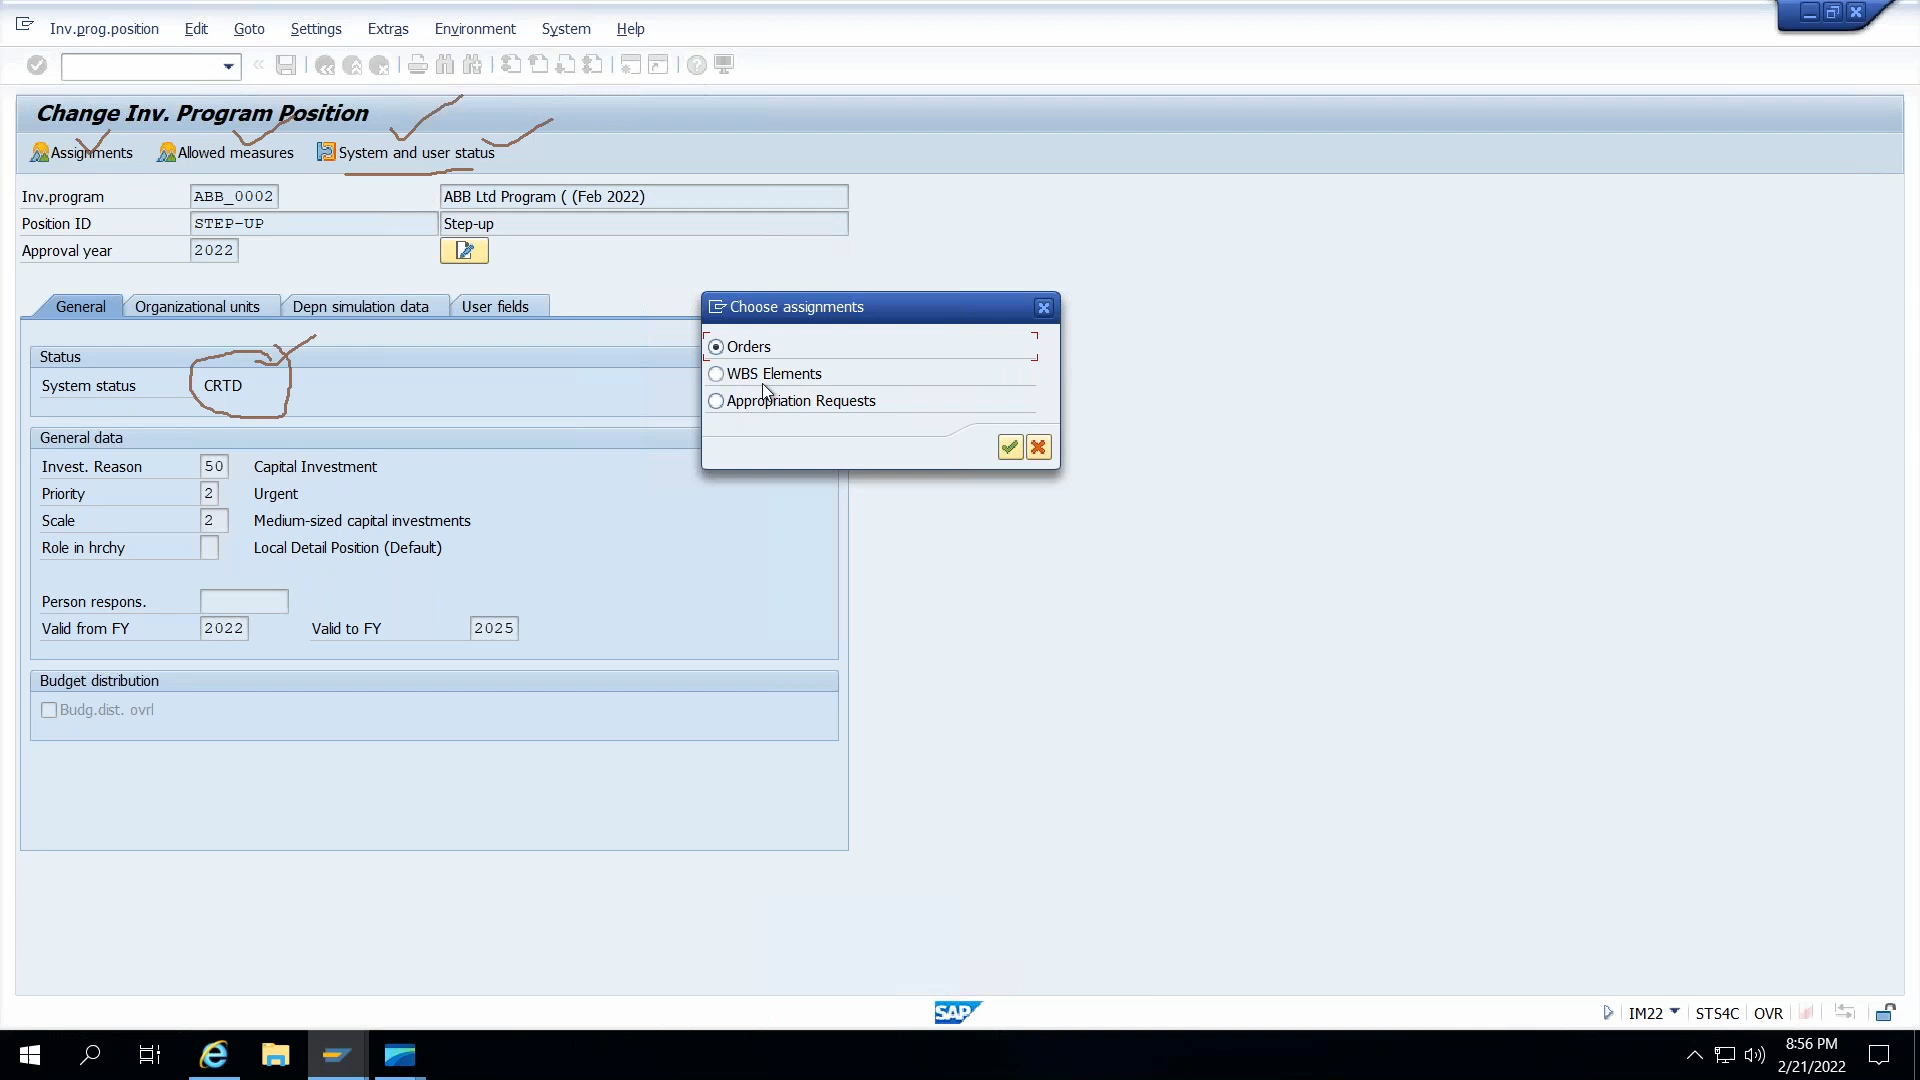 Inv.prog.position Edit Goto Settings Extras Environment System Help
Change Inv. Program Position
Assignments Allowed measures System and user status
Inv.program ABB_0002 ABB Ltd Program ( (Feb 2022)
Position ID STEP-UP Step-up
Approval year 2022
General Organizational units Depn simulation data User fields
Status
System status CRTD
General data
Invest. Reason 50 Capital Investment
Priority 2 Urgent
Scale 2 Medium-sized capital investments
Role in hrchy Local Detail Position (Default)
Person respons.
Valid from FY 2022 Valid to FY 2025
Budget distribution
Budg.dist. ovrl
Choose assignments
Orders
WBS Elements
Appropriation Requests
SAP
IM22 STS4C OVR
8:56 PM
2/21/2022